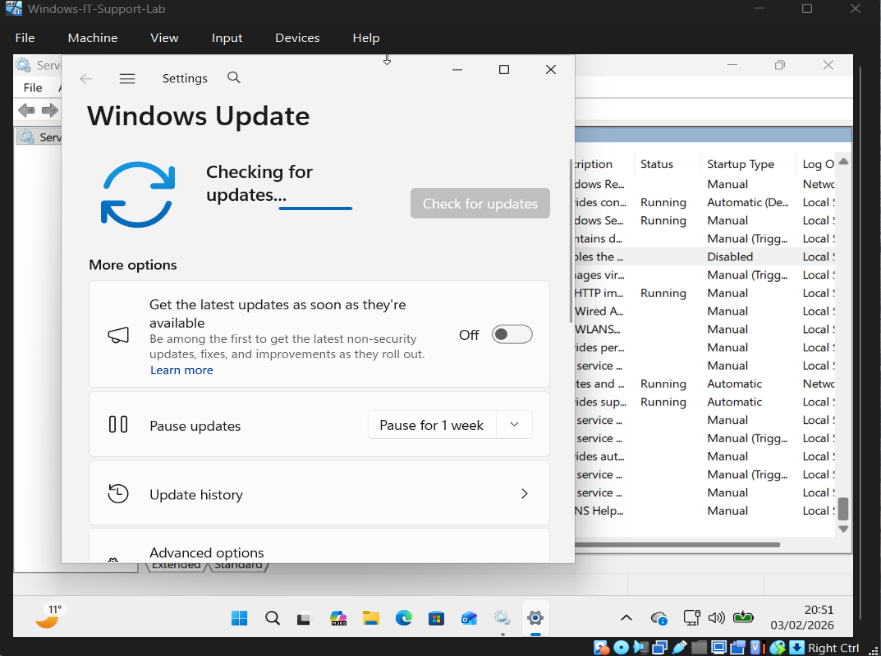 Windows-IT-Support-Lab
File Machine View Input Devices Help
Serv
File
Serv
Settings
Windows Update
Checking for
updates...
Check for updates
More options
Get the latest updates as soon as they're
available
Be among the first to get the latest non-security
updates, fixes, and improvements as they roll out.
Learn more
Off
Pause updates
Pause for 1 week
Update history
Advanced options
Extended Standard
cription Status Startup Type Log O
dows Re... Manual Netwo
ides con... Running Automatic (De... Local S
dows Se... Running Manual Local S
ntains d... Manual (Trigg... Local S
bles the ... Disabled Local S
ages vir... Manual (Trigg... Local S
HTTP im... Running Manual Local S
Wired A... Manual Local S
WLANS... Manual Local S
ides per... Manual Local S
service ... Manual Local S
tes and ... Running Automatic Netwo
ides sup... Running Automatic Local S
service ... Manual Local S
service ... Manual (Trigg... Local S
ides aut... Manual Local S
service ... Manual (Trigg... Local S
service ... Manual Local S
NS Help... Manual Local S
11°
20:51
03/02/2026
Right Ctrl